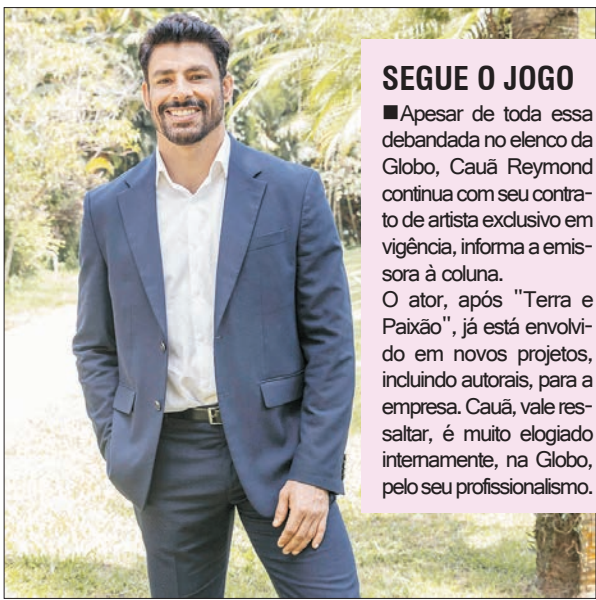 SEGUE O JOGO
■Apesar de toda essa
debandada no elenco da
Globo, Cauã Reymond
continua com seu contra-
to de artista exclusivo em
vigência, informa a emis-
sora à coluna.
O ator, após "Terra e
Paixão", já está envolvi-
do em novos projetos,
incluindo autorais, para a
empresa. Cauã, vale res-
saltar, é muito elogiado
internamente, na Globo,
pelo seu profissionalismo.